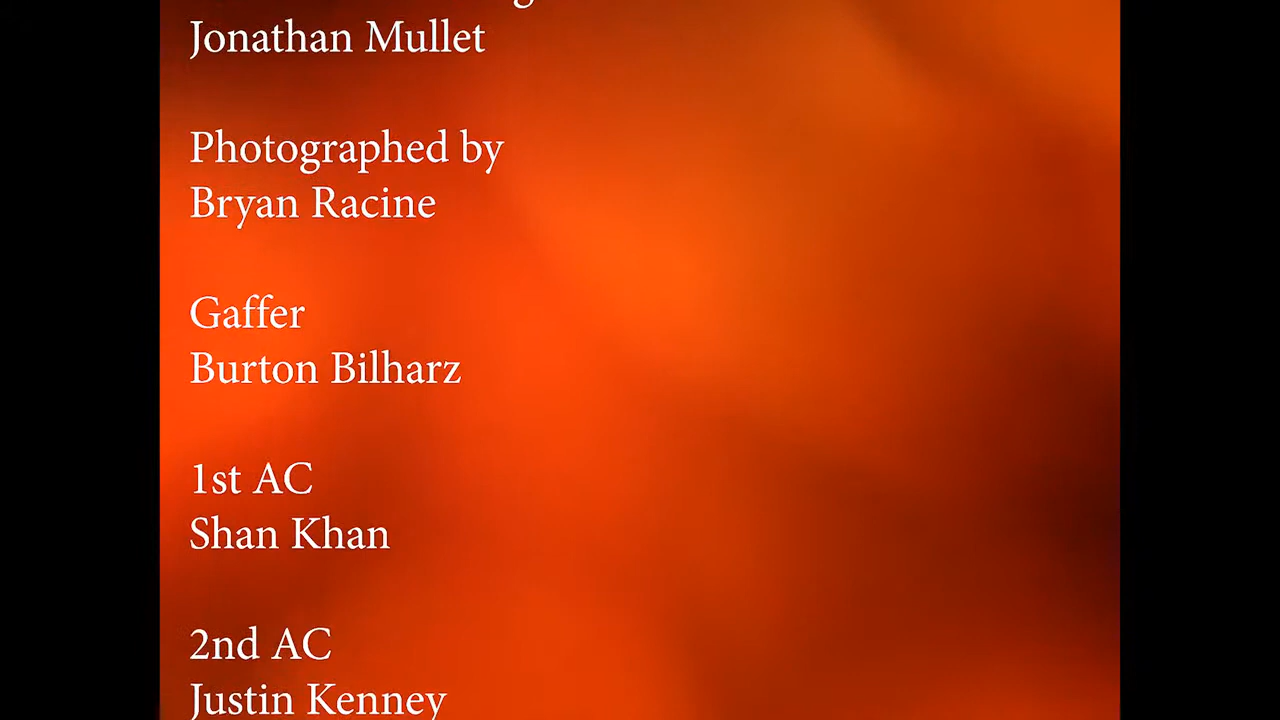 Jonathan Mullet
Photographed by
Bryan Racine
Gaffer
Burton Bilharz
1st AC
Shan Khan
2nd AC
Justin Kenney